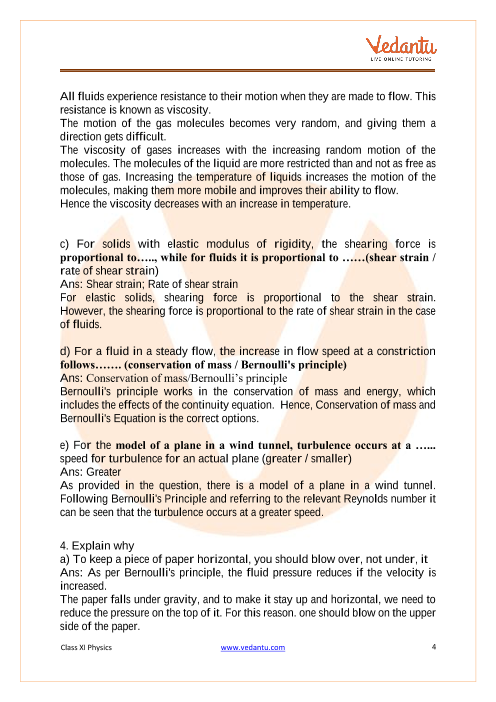 Vedantu
LIVE ONLINE TUTORING
All fluids experience resistance to their motion when they are made to flow. This
resistance is known as viscosity.
The motion of the gas molecules becomes very random, and giving them a
direction gets difficult.
The viscosity of gases increases with the increasing random motion of the
molecules. The molecules of the liquid are more restricted than and not as free as
those of gas. Increasing the temperature of liquids increases the motion of the
molecules, making them more mobile and improves their ability to flow.
Hence the viscosity decreases with an increase in temperature.
c) For solids with elastic modulus of rigidity, the shearing force is
proportional to….., while for fluids it is proportional to ……(shear strain /
rate of shear strain)
Ans: Shear strain; Rate of shear strain
For elastic solids, shearing force is proportional to the shear strain.
However, the shearing force is proportional to the rate of shear strain in the case
of fluids.
d) For a fluid in a steady flow, the increase in flow speed at a constriction
follows……. (conservation of mass / Bernoulli's principle)
Ans: Conservation of mass/Bernoulli’s principle
Bernoulli's principle works in the conservation of mass and energy, which
includes the effects of the continuity equation. Hence, Conservation of mass and
Bernoulli's Equation is the correct options.
e) For the model of a plane in a wind tunnel, turbulence occurs at a …...
speed for turbulence for an actual plane (greater / smaller)
Ans: Greater
As provided in the question, there is a model of a plane in a wind tunnel.
Following Bernoulli's Principle and referring to the relevant Reynolds number it
can be seen that the turbulence occurs at a greater speed.
4. Explain why
a) To keep a piece of paper horizontal, you should blow over, not under, it
Ans: As per Bernoulli's principle, the fluid pressure reduces if the velocity is
increased.
The paper falls under gravity, and to make it stay up and horizontal, we need to
reduce the pressure on the top of it. For this reason. one should blow on the upper
side of the paper.
Class XI Physics www.vedantu.com 4